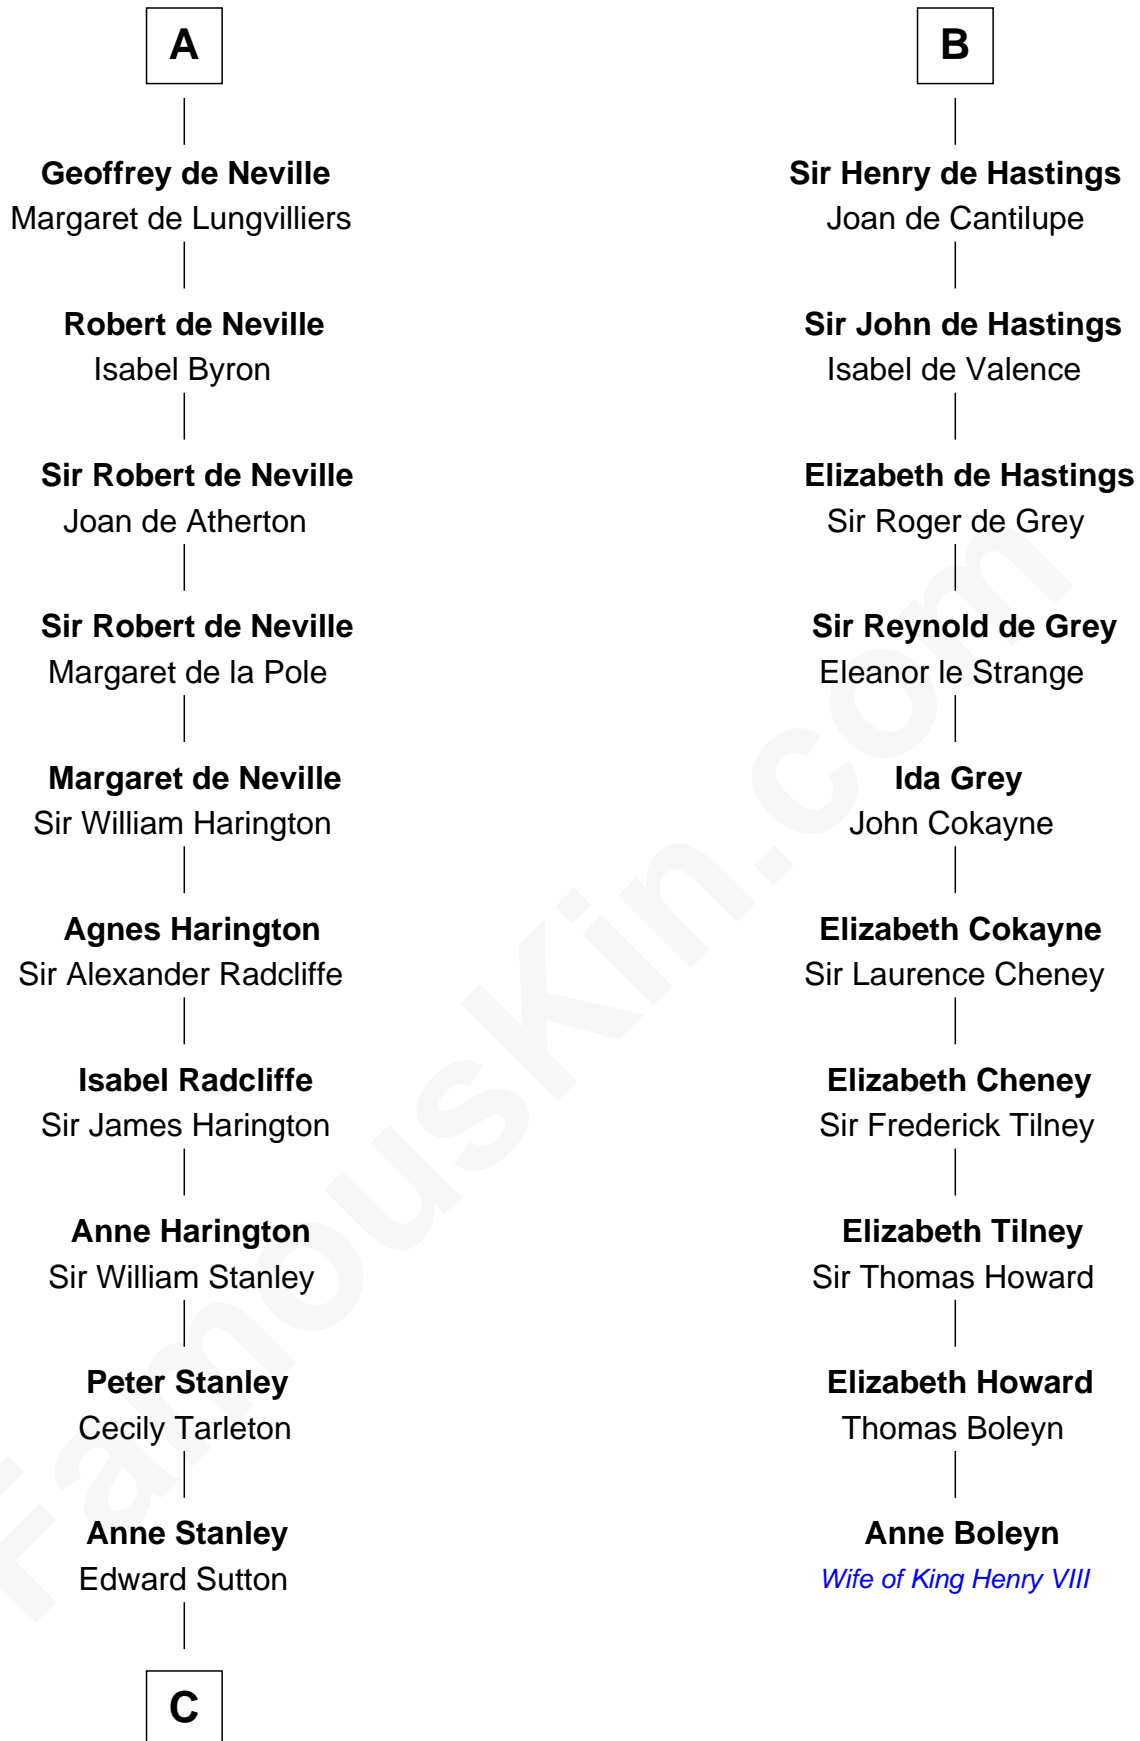 A
Geoffrey de Neville
Margaret de Lungvilliers
Robert de Neville
Isabel Byron
Sir Robert de Neville
Joan de Atherton
Sir Robert de Neville
Margaret de la Pole
Margaret de Neville
Sir William Harington
Agnes Harington
Sir Alexander Radcliffe
Isabel Radcliffe
Sir James Harington
Anne Harington
Sir William Stanley
Peter Stanley
Cecily Tarleton
Anne Stanley
Edward Sutton
C
B
Sir Henry de Hastings
Joan de Cantilupe
Sir John de Hastings
Isabel de Valence
Elizabeth de Hastings
Sir Roger de Grey
Sir Reynold de Grey
Eleanor le Strange
Ida Grey
John Cokayne
Elizabeth Cokayne
Sir Laurence Cheney
Elizabeth Cheney
Sir Frederick Tilney
Elizabeth Tilney
Sir Thomas Howard
Elizabeth Howard
Thomas Boleyn
Anne Boleyn
Wife of King Henry VIII
FamousKin.com